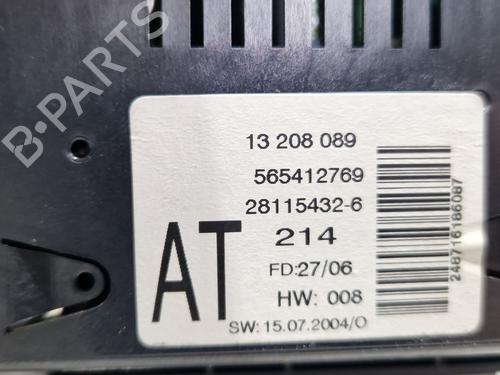 B-PARTS
13 208 089
565412769
28115432-6
AT
214
FD:27/06
HW: 008
SW: 15.07.2004/O
248716186087